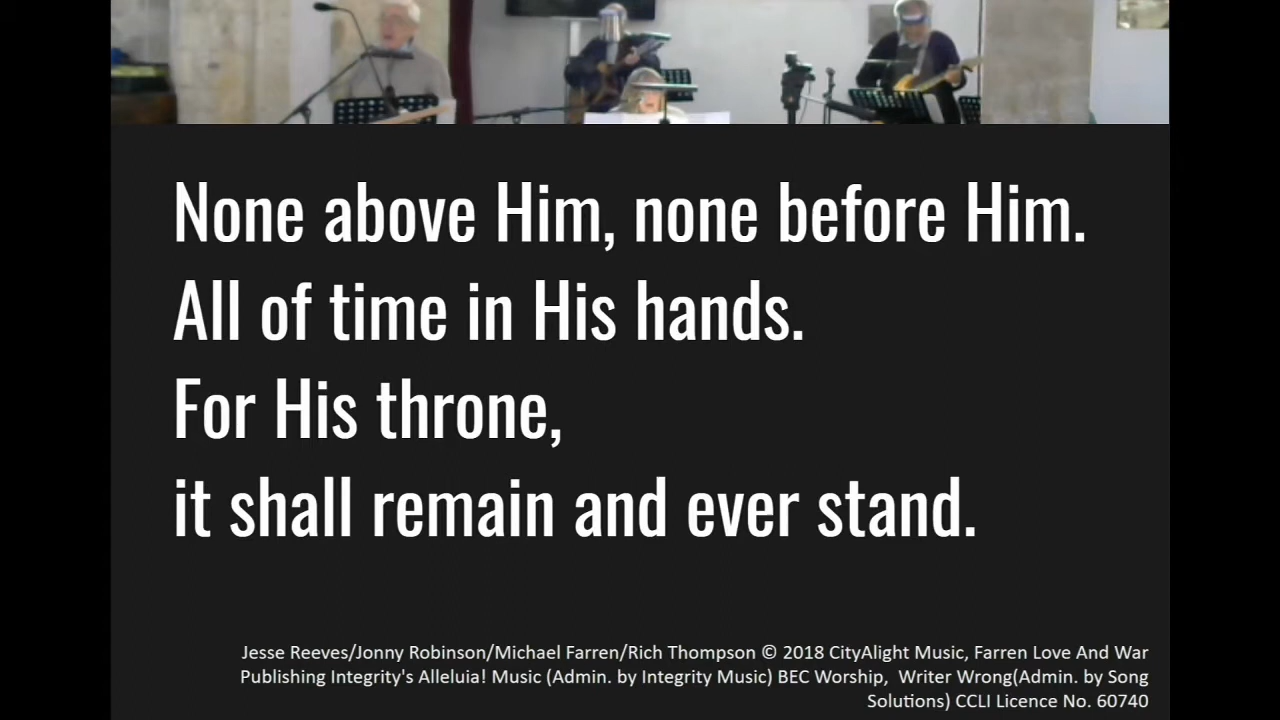 None above Him, none before Him.
All of time in His hands.
For His throne,
it shall remain and ever stand.
Jesse Reeves/Jonny Robinson/Michael Farren/Rich Thompson © 2018 CityAlight Music, Farren Love And War
Publishing Integrity's Alleluia! Music (Admin. by Integrity Music) BEC Worship,  Writer Wrong(Admin. by Song
Solutions) CCLI Licence No. 60740